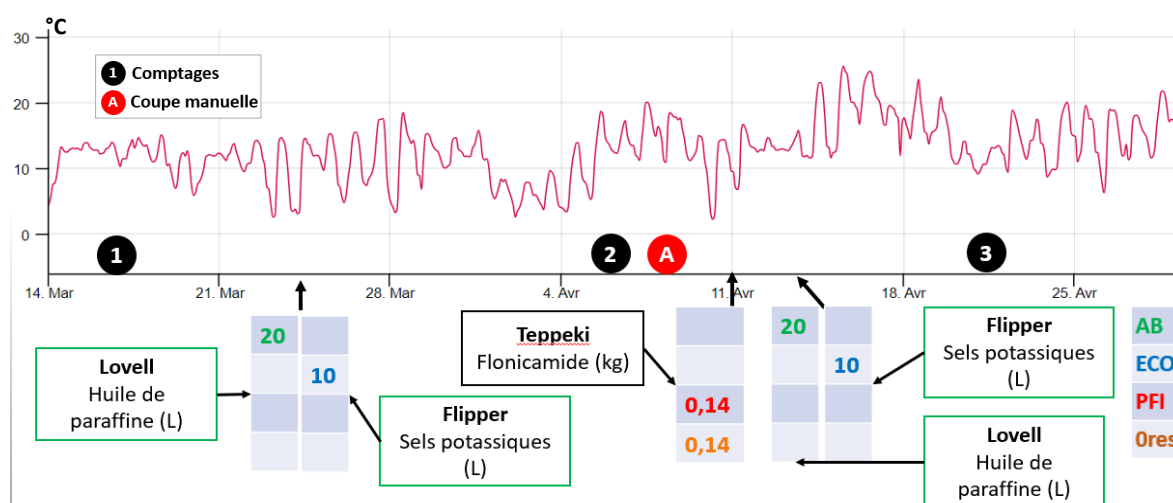 °C
30
20
10
0
1 Comptages
A Coupe manuelle
1
2
A
3
14. Mar
21. Mar
28. Mar
4. Avr
11. Avr
18. Avr
25. Avr
Lovell
Huile de
paraffine (L)
20
10
Flipper
Sels potassiques
(L)
Teppeki
Flonicamide (kg)
0,14
0,14
20
10
Flipper
Sels potassiques
(L)
Lovell
Huile de
paraffine (L)
AB
ECO
PFI
0res